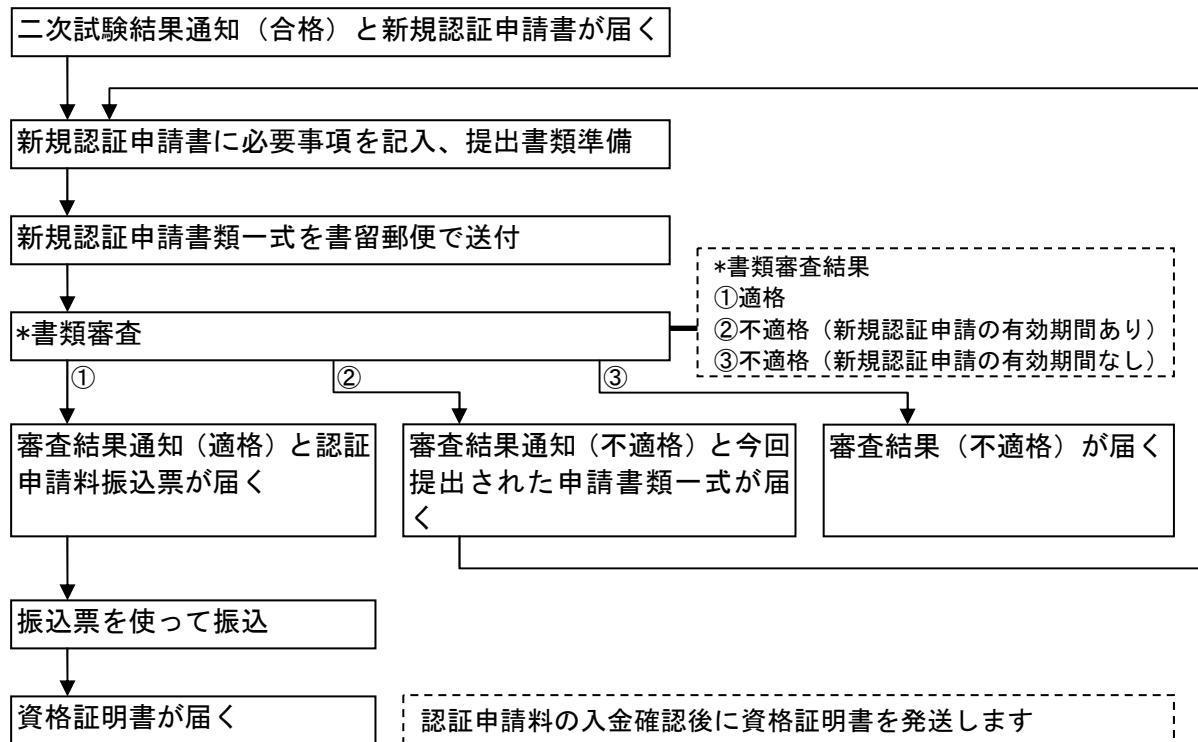 二次試験結果通知（合格）と新規認証申請書が届く
新規認証申請書に必要事項を記入、提出書類準備
新規認証申請書類一式を書留郵便で送付
*書類審査結果
①適格
②不適格（新規認証申請の有効期間あり）
③不適格（新規認証申請の有効期間なし）
*書類審査
①
②
③
審査結果通知（適格）と認証
申請料振込票が届く
審査結果通知（不適格）と今回
提出された申請書類一式が届
く
審査結果（不適格）が届く
振込票を使って振込
資格証明書が届く
認証申請料の入金確認後に資格証明書を発送します